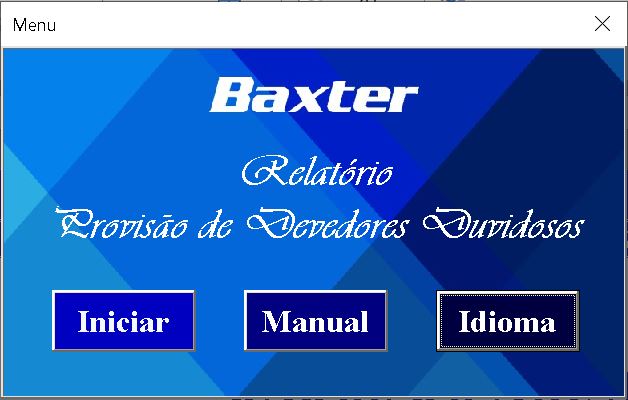 Menu
Baxter
Relatório
Provisão de Devedores Duvidosos
Iniciar
Manual
Idioma